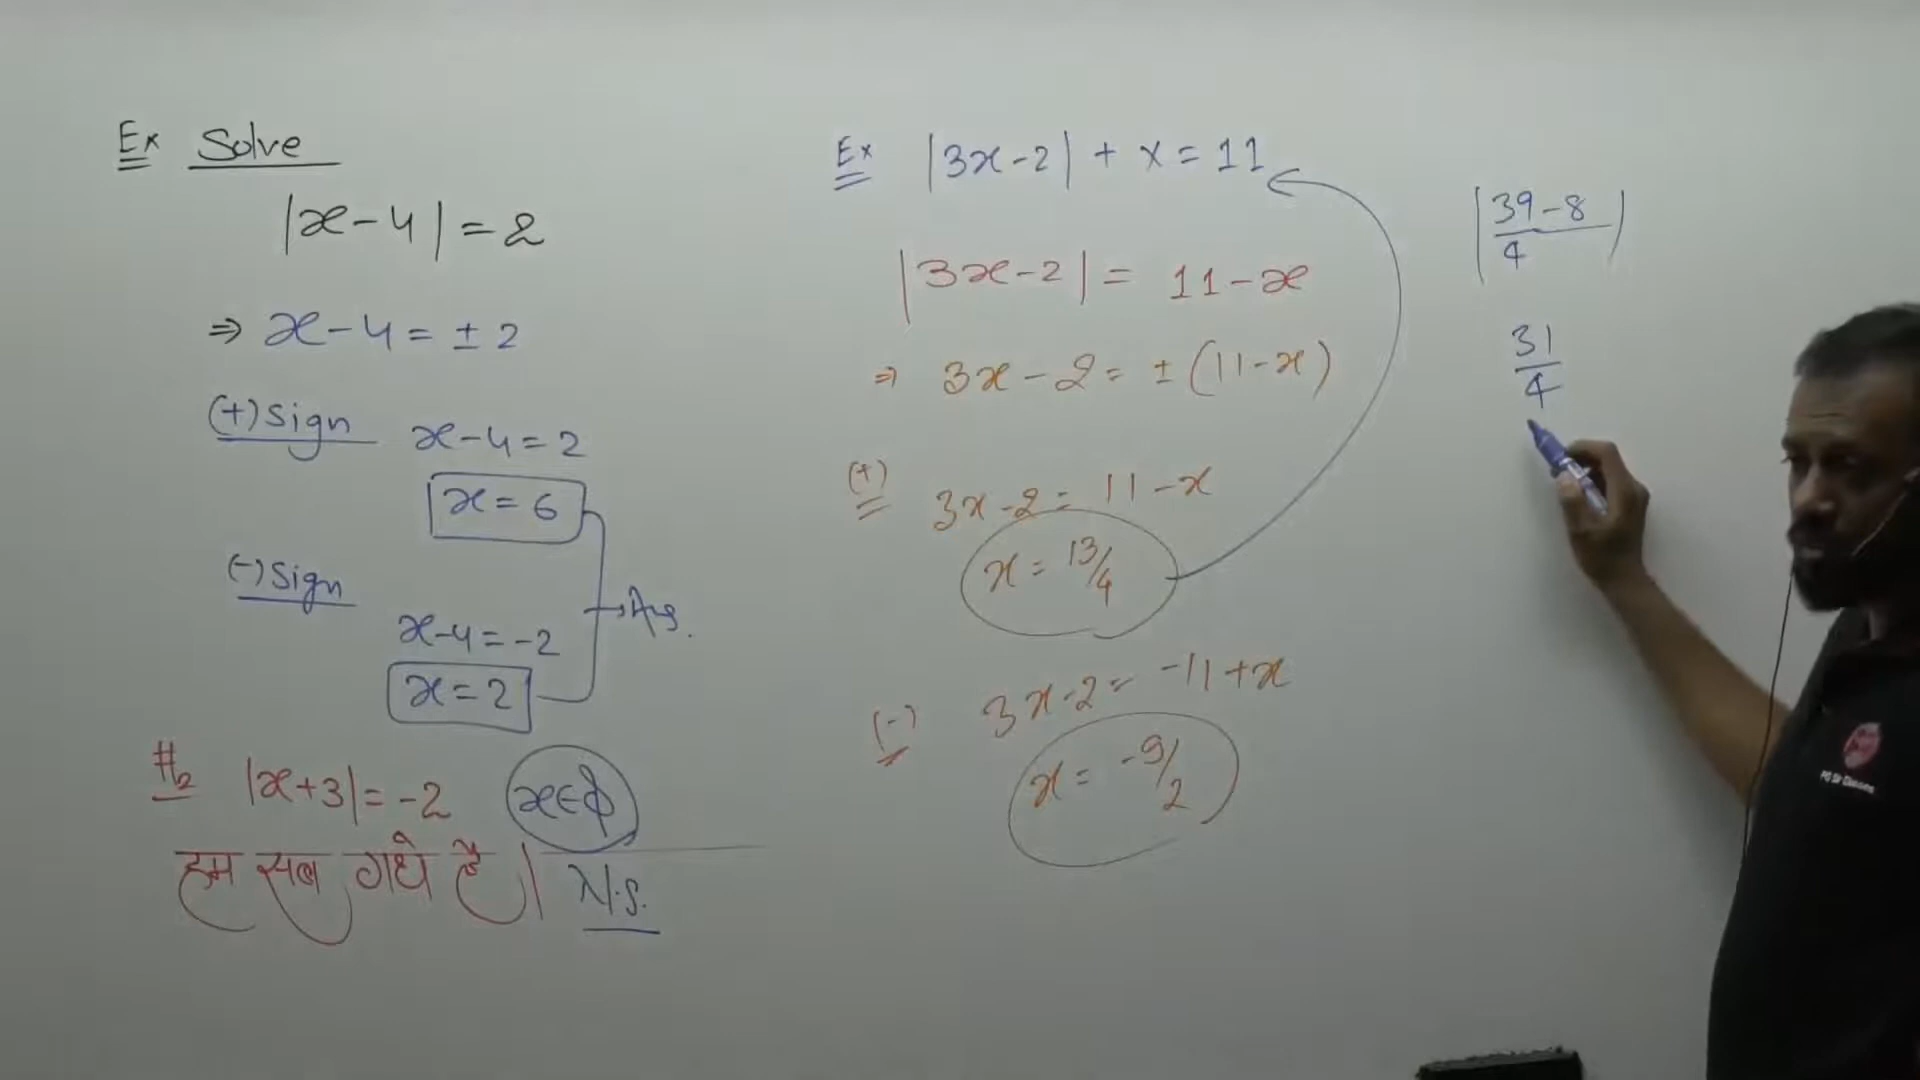 Ex Solve
|x-4| = 2
⇒ x-4 = ± 2
(+) Sign x-4 = 2
x = 6
(-) Sign
x-4 = -2
x = 2
→ Ans.
#2 |x+3| = -2 x∈ϕ
हम सब गधे है। N.S.
Ex |3x-2| + x = 11
|3x-2| = 11-x
⇒ 3x-2 = ± (11-x)
(+) 3x-2 = 11-x
x = 13/4
(-) 3x-2 = -11+x
x = -9/2
|39-8/4|
31/4